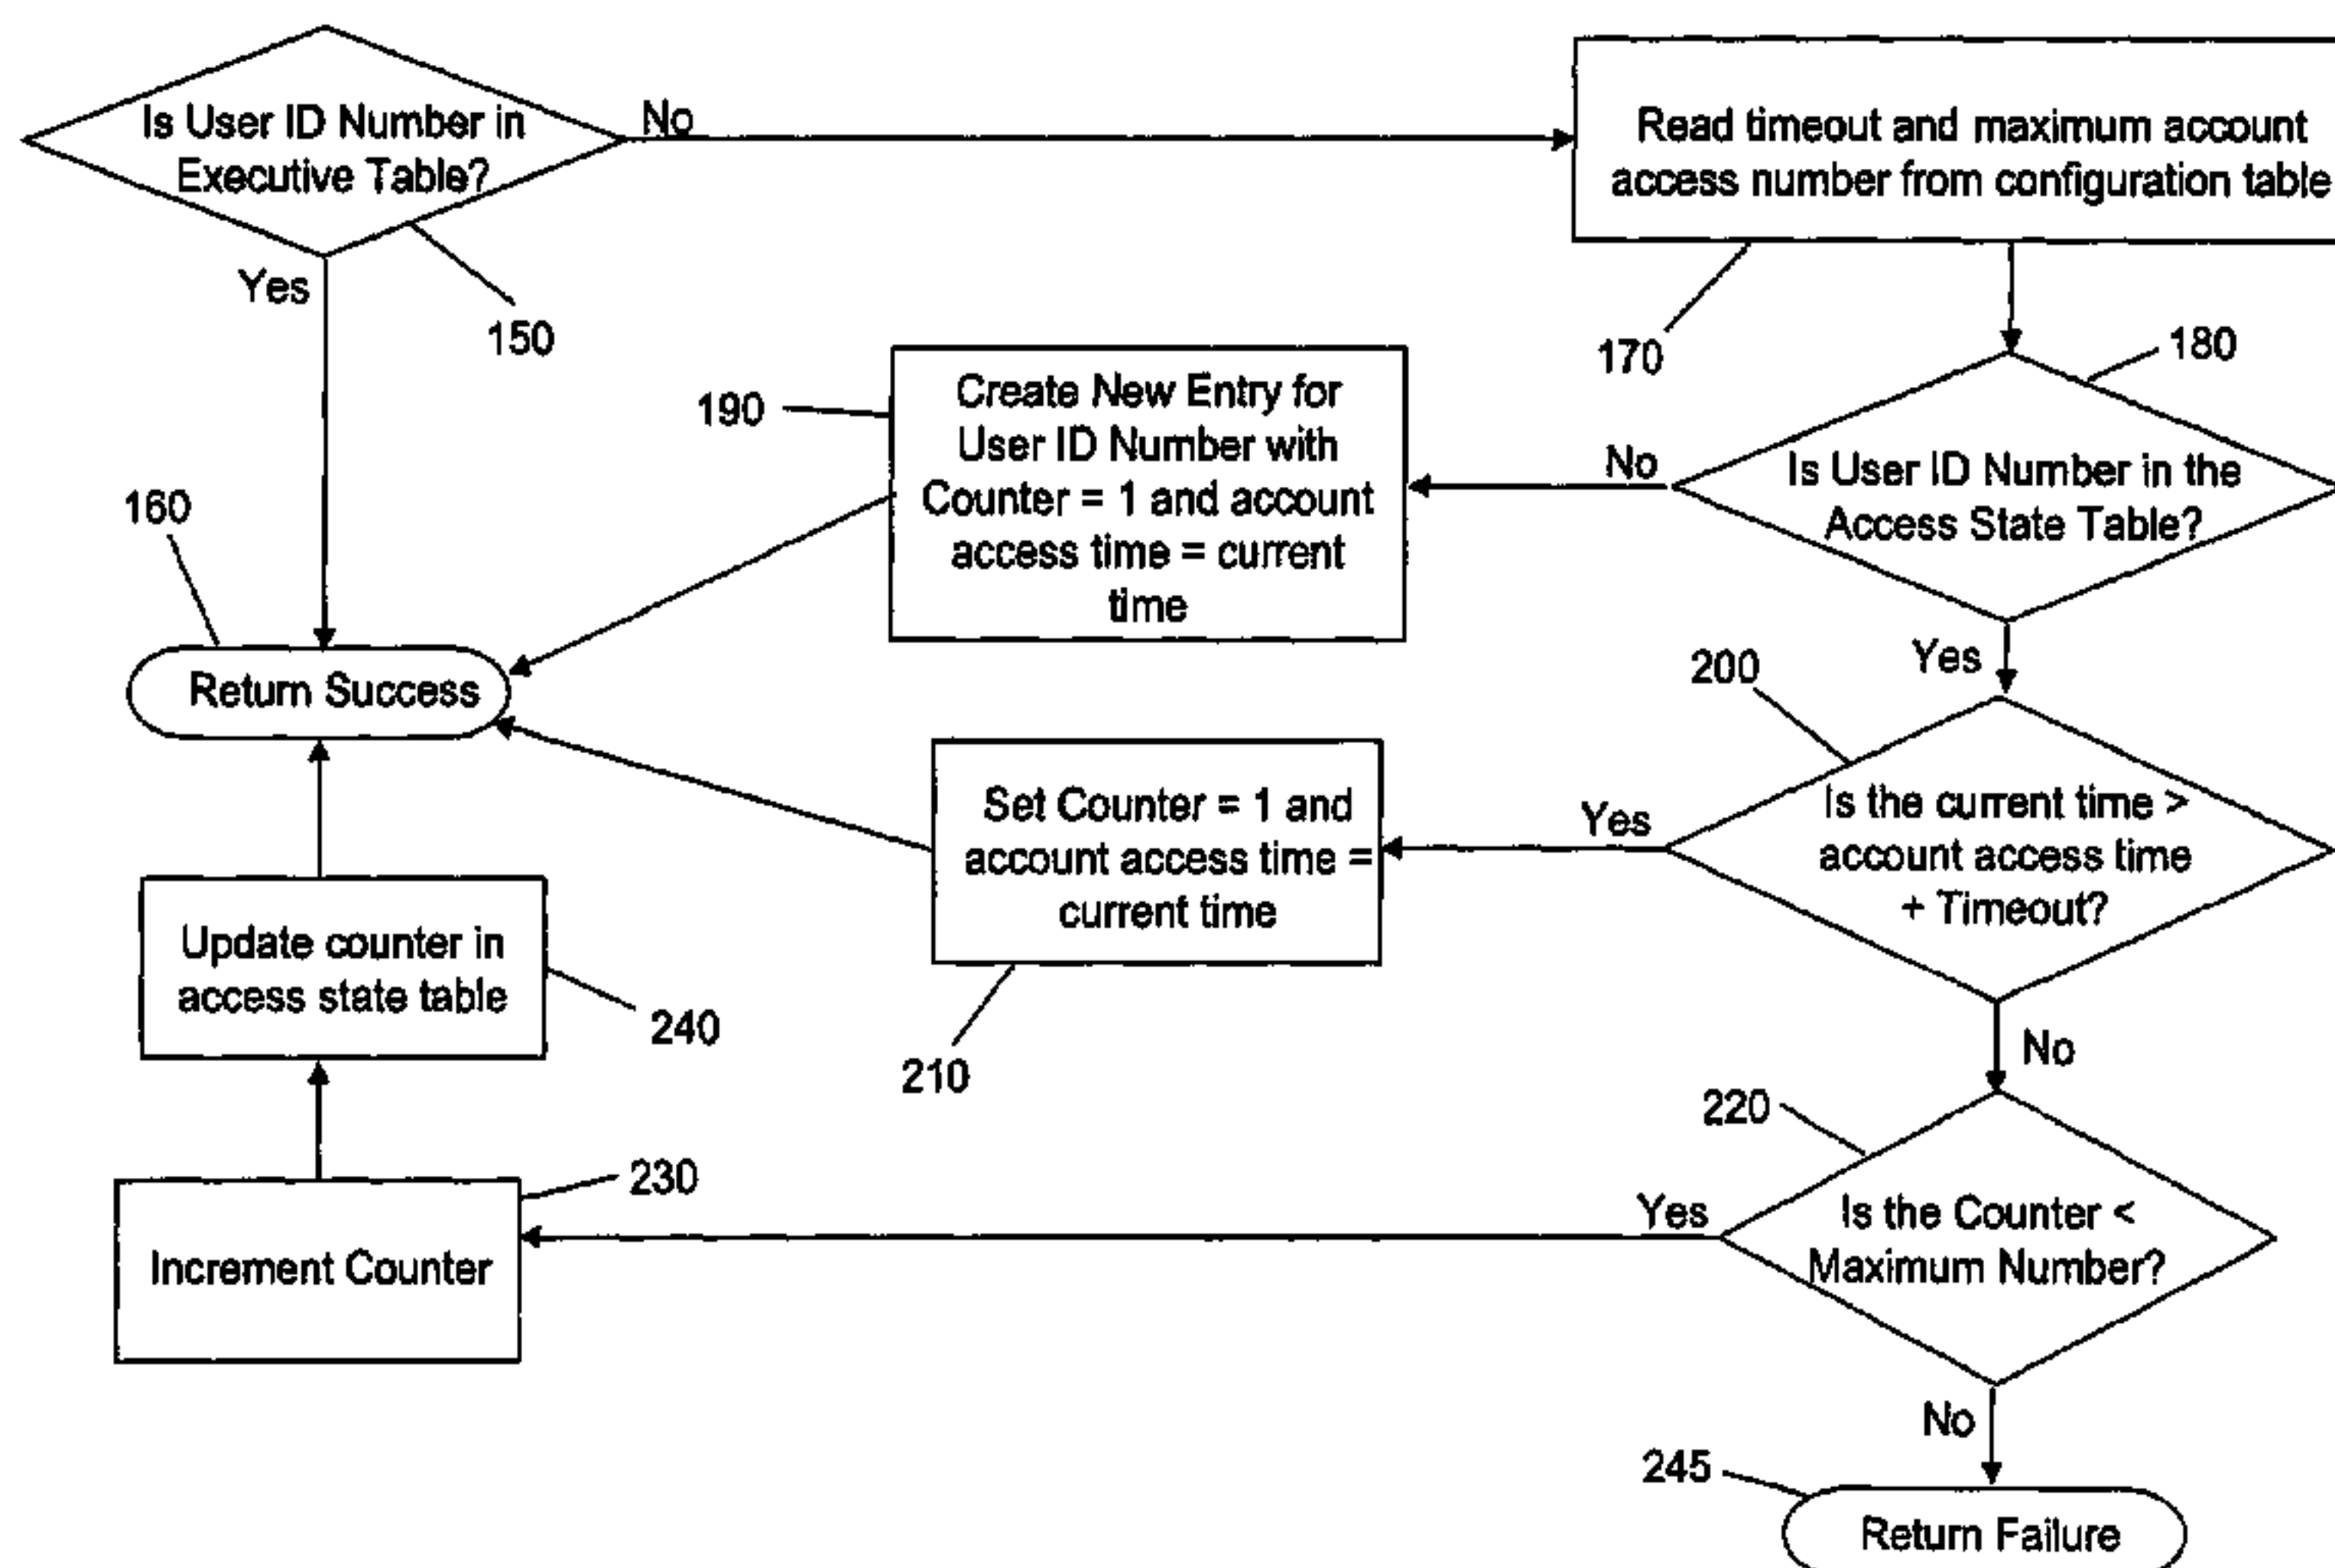 Is User ID Number in
Executive Table?
No
Read timeout and maximum account
access number from configuration table
Yes
150
170
180
190
Create New Entry for
User ID Number with
Counter = 1 and account
access time = current
time
No
Is User ID Number in the
Access State Table?
160
Return Success
Yes
200
Set Counter = 1 and
account access time =
current time
Yes
Is the current time >
account access time
+ Timeout?
Update counter in
access state table
240
210
No
220
230
Increment Counter
Yes
Is the Counter <
Maximum Number?
No
245
Return Failure